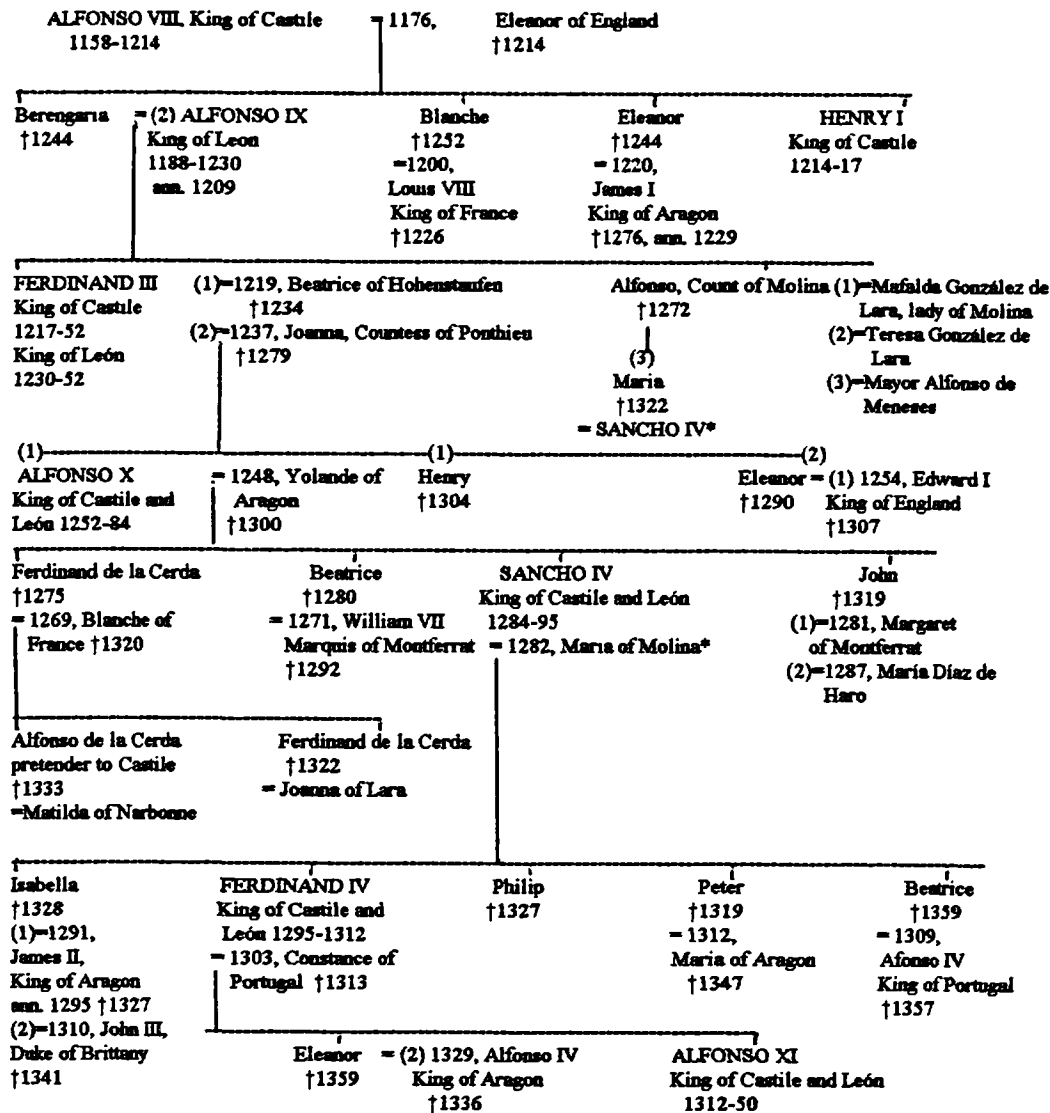 ALFONSO VIII, King of Castile = 1176, Eleanor of England
1158-1214 †1214
Berengaria = (2) ALFONSO IX Blanche Eleanor HENRY I
†1244 King of Leon †1252 †1244 King of Castile
1188-1230 =1200, = 1220, 1214-17
ann. 1209 Louis VIII James I
King of France King of Aragon
†1226 †1276, ann. 1229
FERDINAND III (1)=1219, Beatrice of Hohenstaufen Alfonso, Count of Molina (1)=Mafalda González de
King of Castile †1234 †1272 Lara, lady of Molina
1217-52 (2)=1237, Joanna, Countess of Ponthieu (2)=Teresa González de
King of León †1279 (3) Lara
1230-52 Maria (3)=Mayor Alfonso de
†1322 Meneses
= SANCHO IV*
(1) (1) (2)
ALFONSO X = 1248, Yolande of Henry Eleanor = (1) 1254, Edward I
King of Castile and Aragon †1304 †1290 King of England
León 1252-84 †1300 †1307
Ferdinand de la Cerda Beatrice SANCHO IV John
†1275 †1280 King of Castile and León †1319
= 1269, Blanche of = 1271, William VII 1284-95 (1)=1281, Margaret
France †1320 Marquis of Montferrat = 1282, Maria of Molina* of Montferrat
†1292 (2)=1287, María Díaz de
Haro
Alfonso de la Cerda Ferdinand de la Cerda
pretender to Castile †1322
†1333 = Joanna of Lara
=Matilda of Narbonne
Isabella FERDINAND IV Philip Peter Beatrice
†1328 King of Castile and †1327 †1319 †1359
(1)=1291, León 1295-1312 = 1312, = 1309,
James II, = 1303, Constance of Maria of Aragon Afonso IV
King of Aragon Portugal †1313 †1347 King of Portugal
ann. 1295 †1327 †1357
(2)=1310, John III,
Duke of Brittany Eleanor = (2) 1329, Alfonso IV ALFONSO XI
†1341 †1359 King of Aragon King of Castile and León
†1336 1312-50